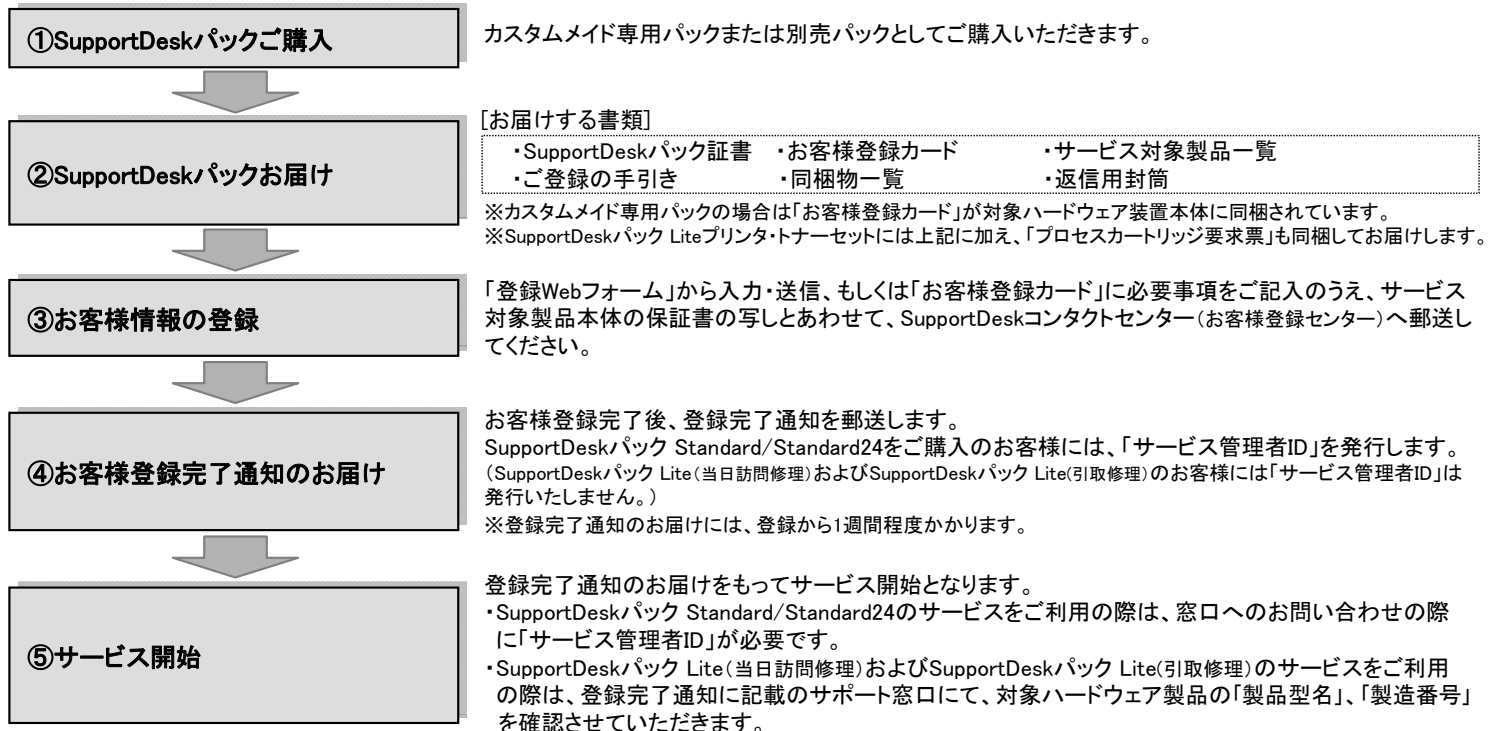 ①SupportDeskパックご購入
カスタムメイド専用パックまたは別売パックとしてご購入いただきます。
②SupportDeskパックお届け
[お届けする書類]
・SupportDeskパック証書 ・お客様登録カード ・サービス対象製品一覧
・ご登録の手引き ・同梱物一覧 ・返信用封筒
※カスタムメイド専用パックの場合は「お客様登録カード」が対象ハードウェア装置本体に同梱されています。
※SupportDeskパック Liteプリンタ・トナーセットには上記に加え、「プロセスカートリッジ要求票」も同梱してお届けします。
③お客様情報の登録
「登録Webフォーム」から入力・送信、もしくは「お客様登録カード」に必要事項をご記入のうえ、サービス
対象製品本体の保証書の写しとあわせて、SupportDeskコンタクトセンター（お客様登録センター）へ郵送し
てください。
④お客様登録完了通知のお届け
お客様登録完了後、登録完了通知を郵送します。
SupportDeskパック Standard/Standard24をご購入のお客様には、「サービス管理者ID」を発行します。
（SupportDeskパック Lite（当日訪問修理）およびSupportDeskパック Lite(引取修理）のお客様には「サービス管理者ID」は
発行いたしません。）
※登録完了通知のお届けには、登録から1週間程度かかります。
⑤サービス開始
登録完了通知のお届けをもってサービス開始となります。
・SupportDeskパック Standard/Standard24のサービスをご利用の際は、窓口へのお問い合わせの際
に「サービス管理者ID」が必要です。
・SupportDeskパック Lite（当日訪問修理）およびSupportDeskパック Lite(引取修理）のサービスをご利用
の際は、登録完了通知に記載のサポート窓口にて、対象ハードウェア製品の「製品型名」、「製造番号」
を確認させていただきます。